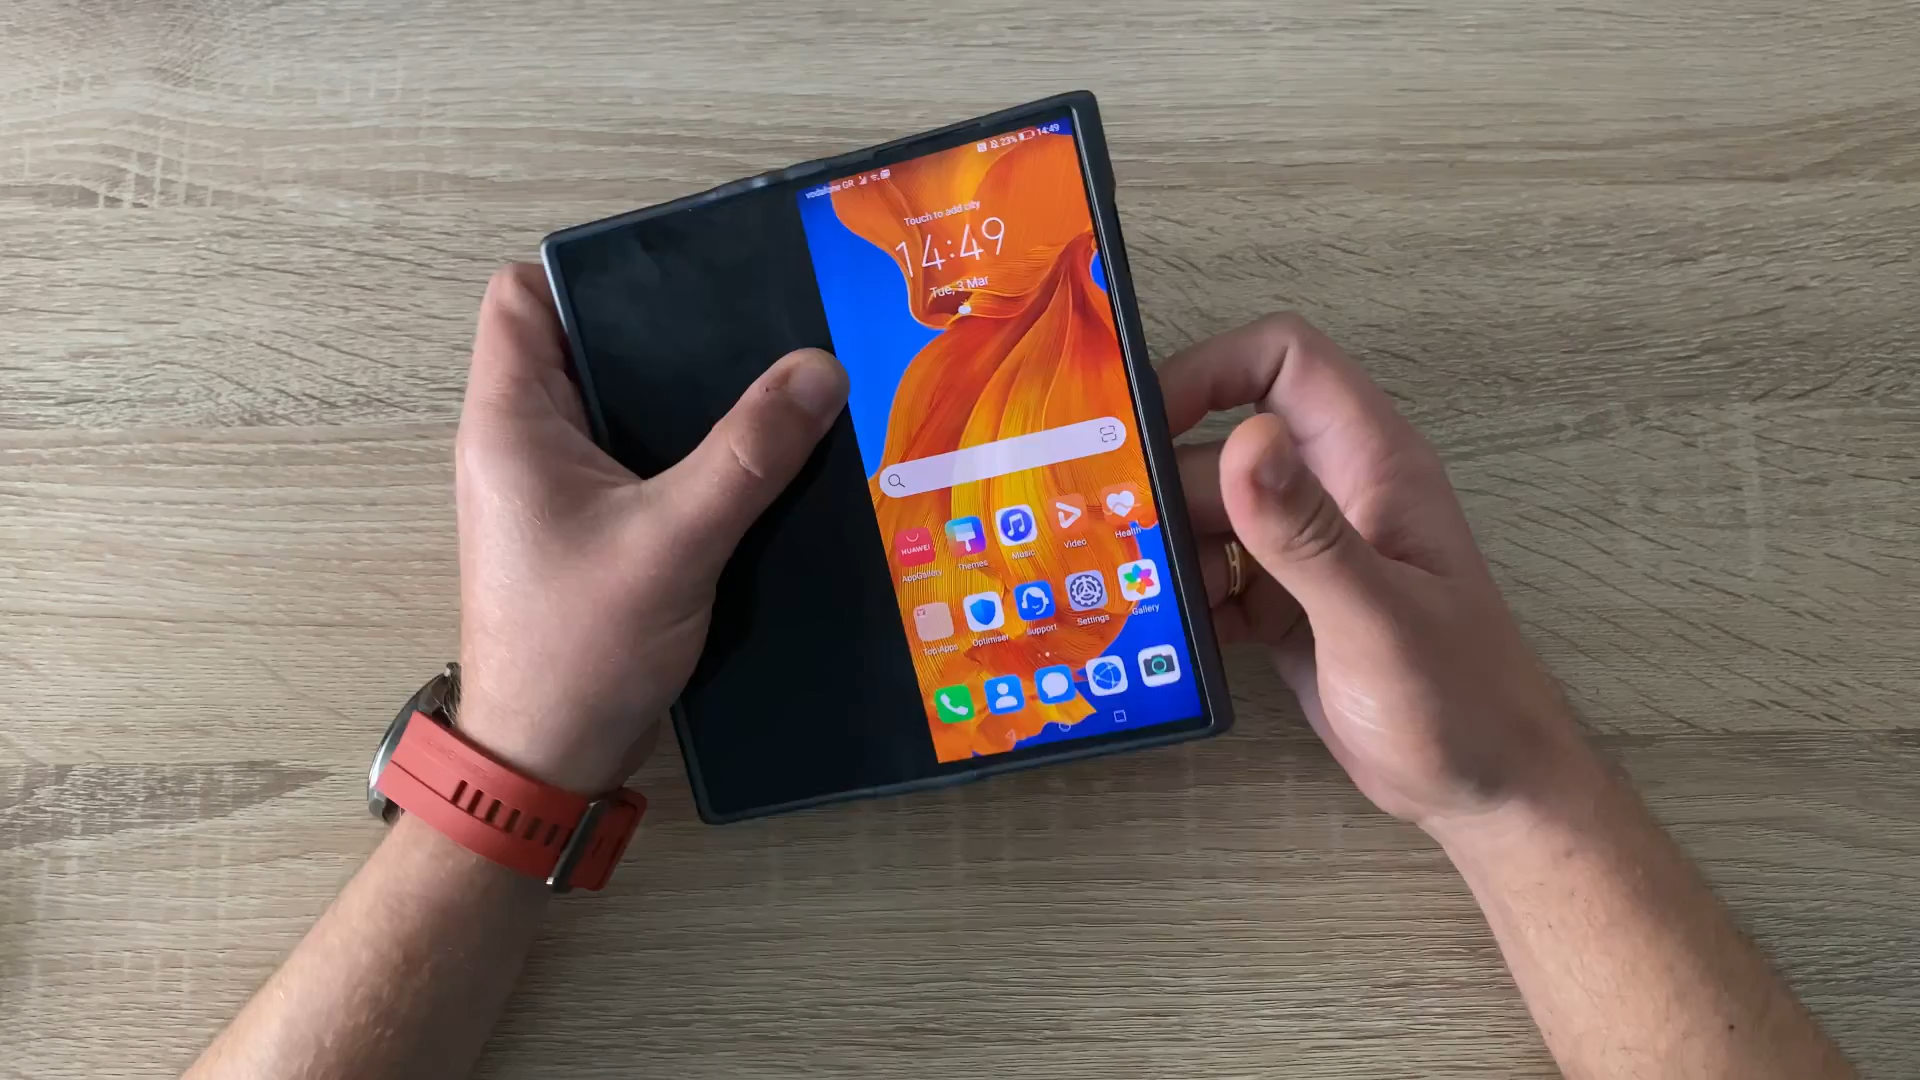 vodafone GR
23% 14:49
Touch to add city
14:49
Tue, 3 Mar
HUAWEI
AppGallery
Themes
Music
Video
Health
Top Apps
Optimiser
Support
Settings
Gallery